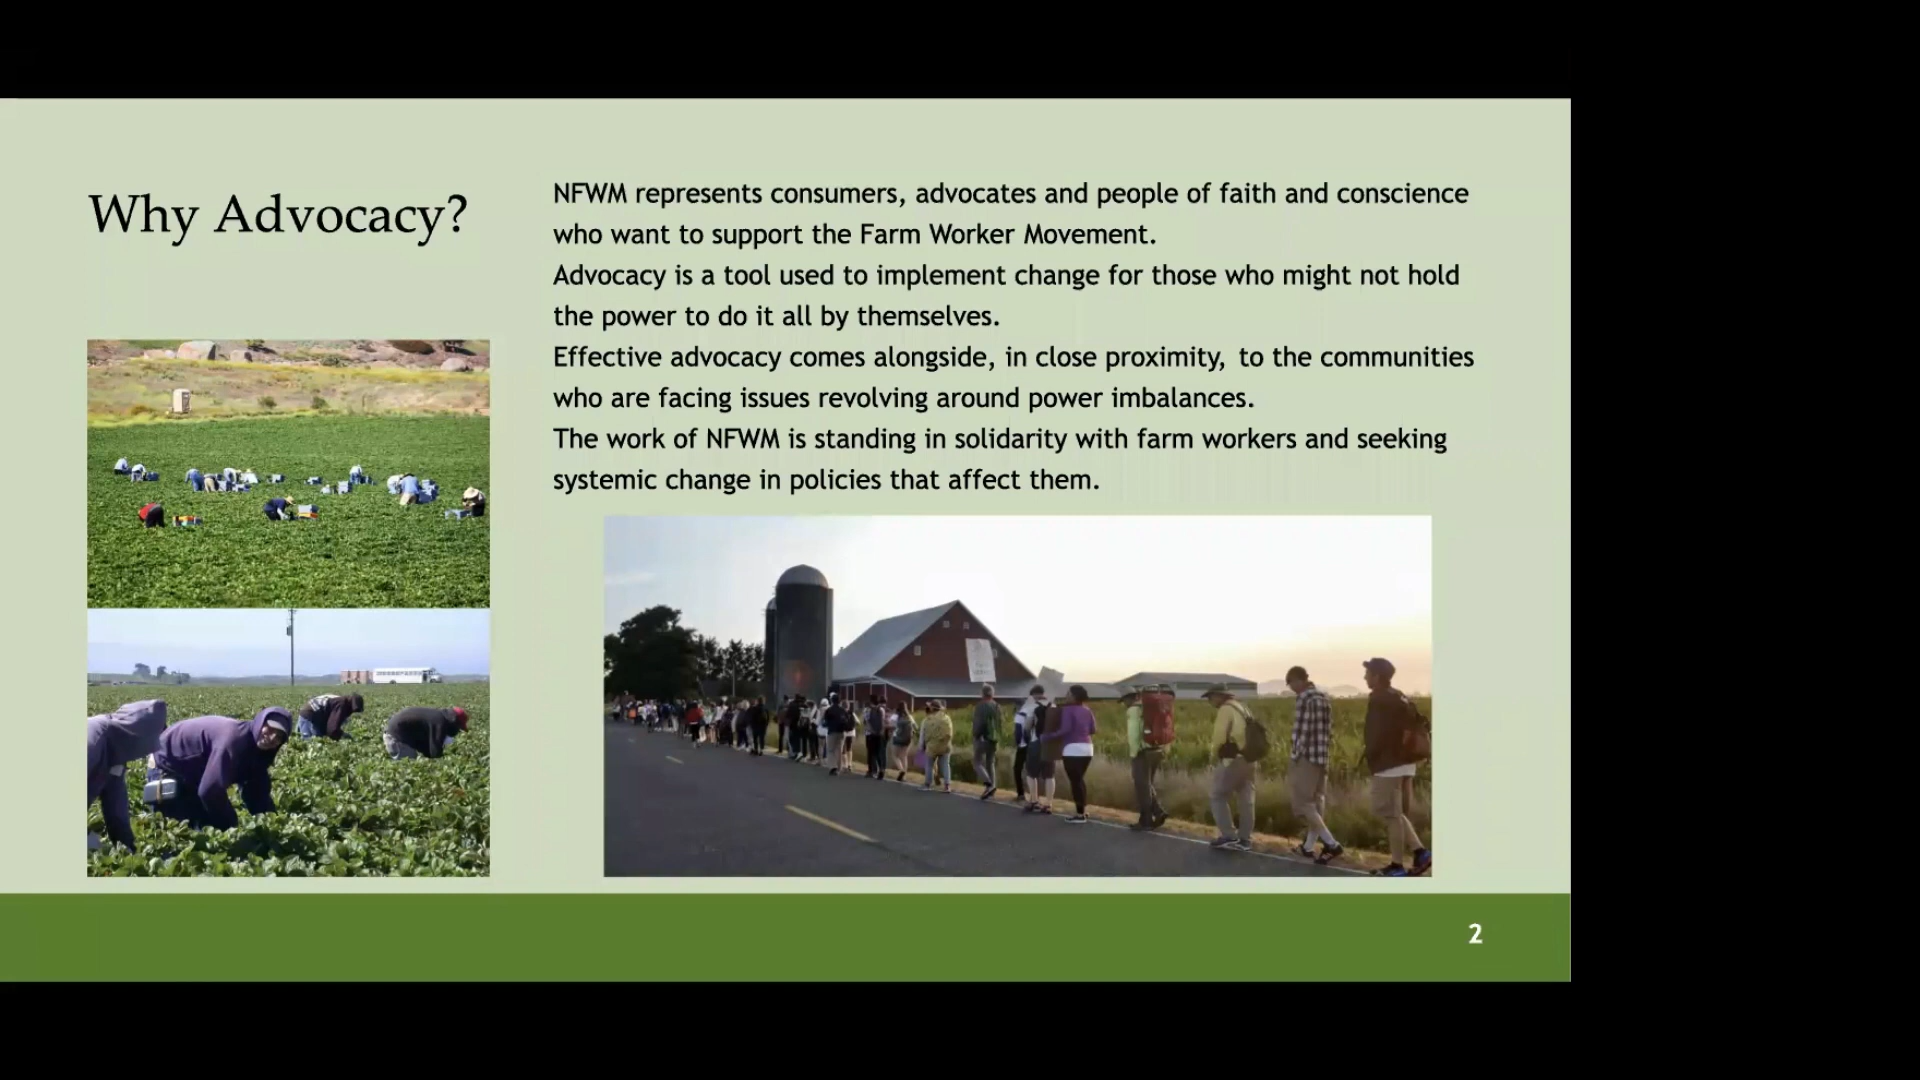 Why Advocacy?
NFWM represents consumers, advocates and people of faith and conscience
who want to support the Farm Worker Movement.
Advocacy is a tool used to implement change for those who might not hold
the power to do it all by themselves.
Effective advocacy comes alongside, in close proximity, to the communities
who are facing issues revolving around power imbalances.
The work of NFWM is standing in solidarity with farm workers and seeking
systemic change in policies that affect them.
2